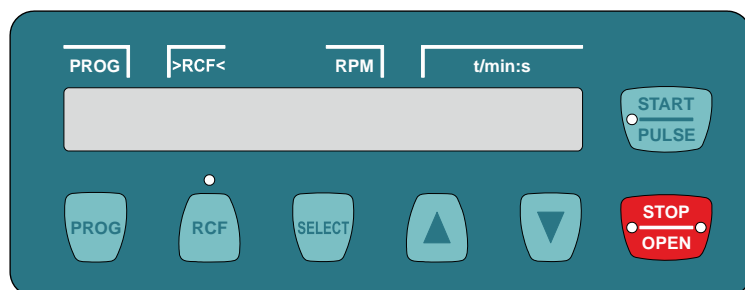 PROG >RCF< RPM t/min:s
START
PULSE
PROG RCF SELECT
STOP
OPEN